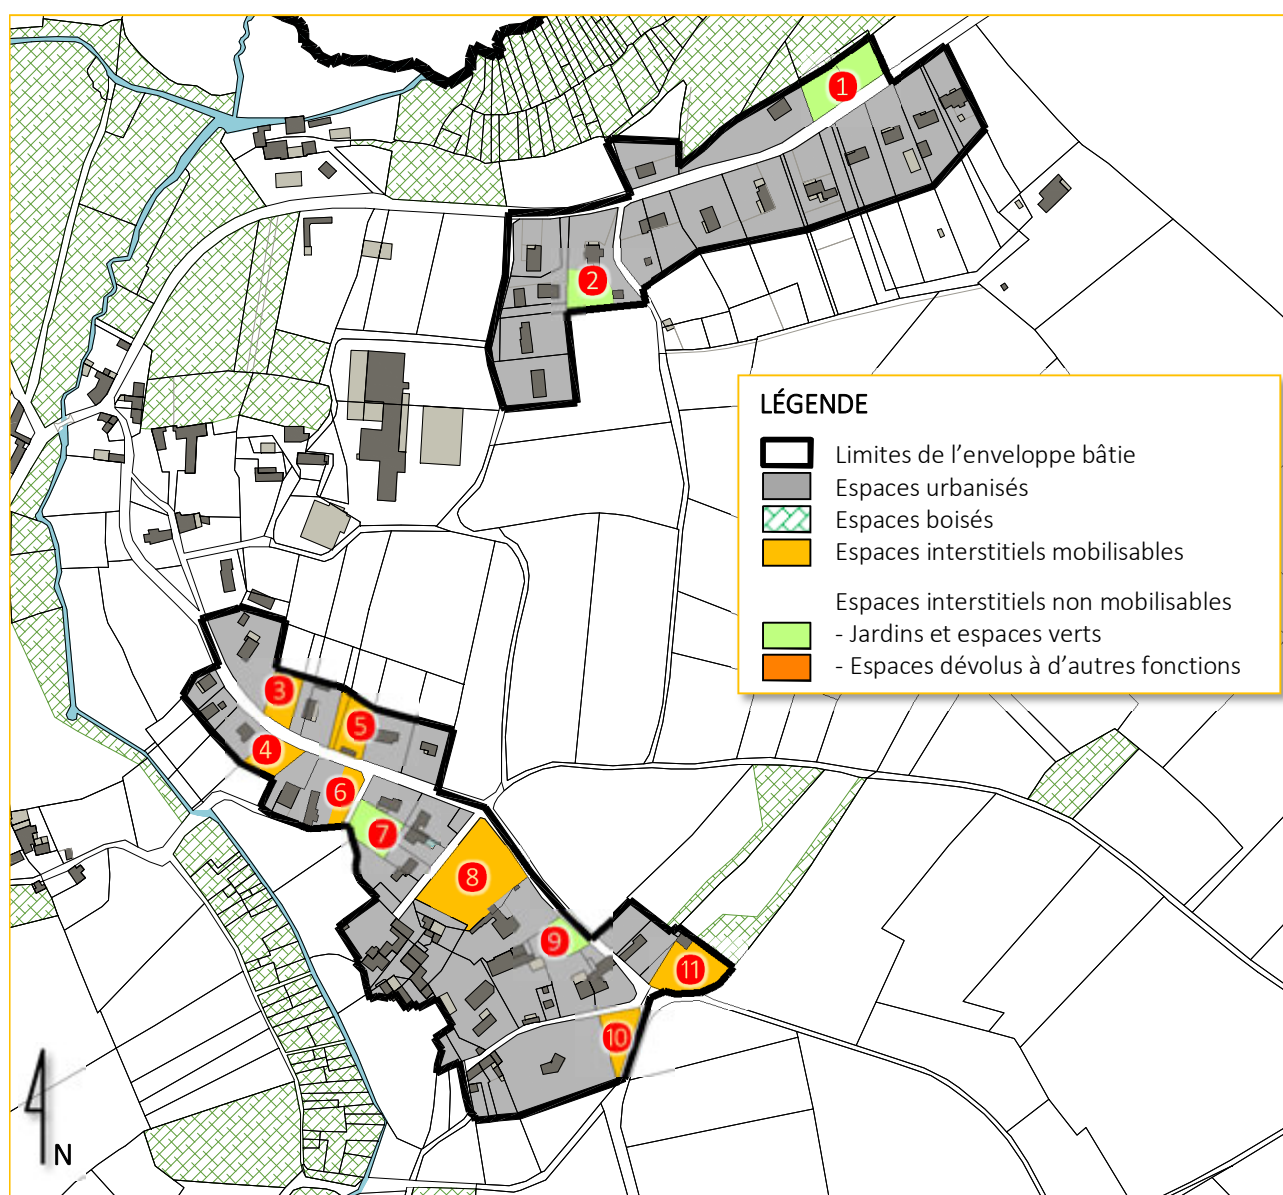 1
2
LÉGENDE
Limites de l’enveloppe bâtie
Espaces urbanisés
Espaces boisés
Espaces interstitiels mobilisables
Espaces interstitiels non mobilisables
- Jardins et espaces verts
- Espaces dévolus à d’autres fonctions
3
5
4
6
7
8
9
11
10
N